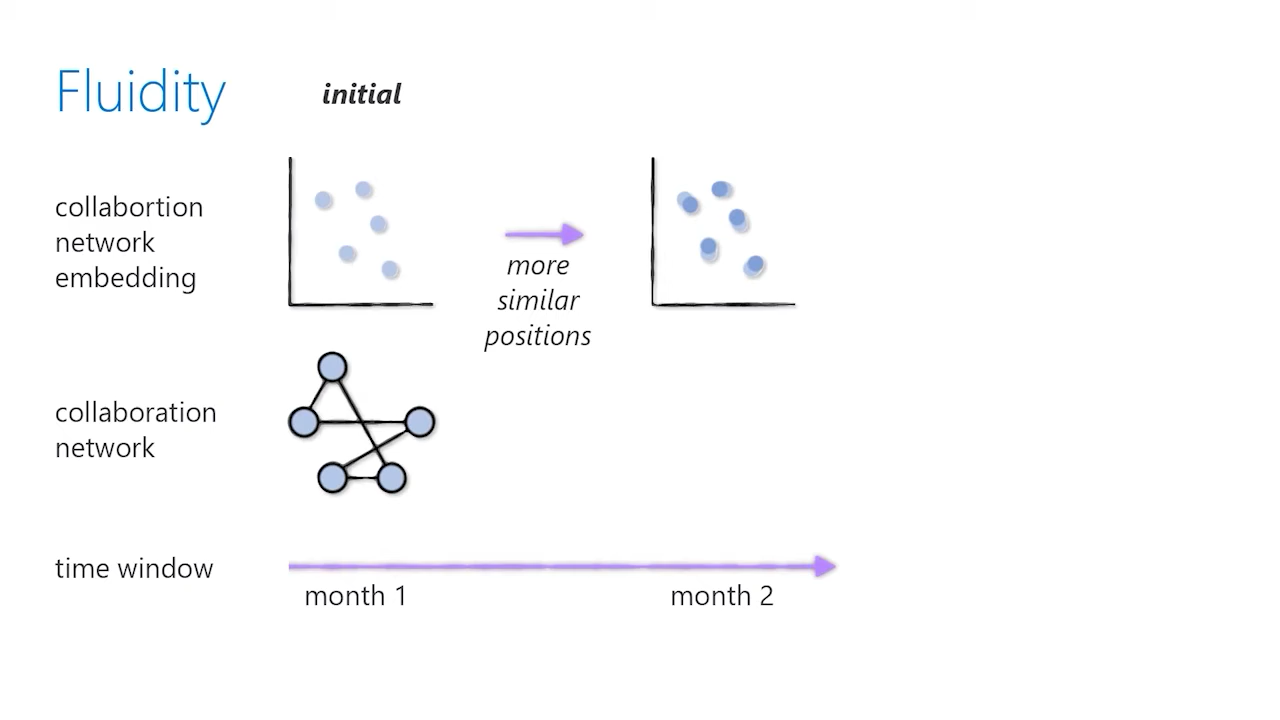 Fluidity
initial
collabortion
network
embedding
more
similar
positions
collaboration
network
time window
month 1
month 2